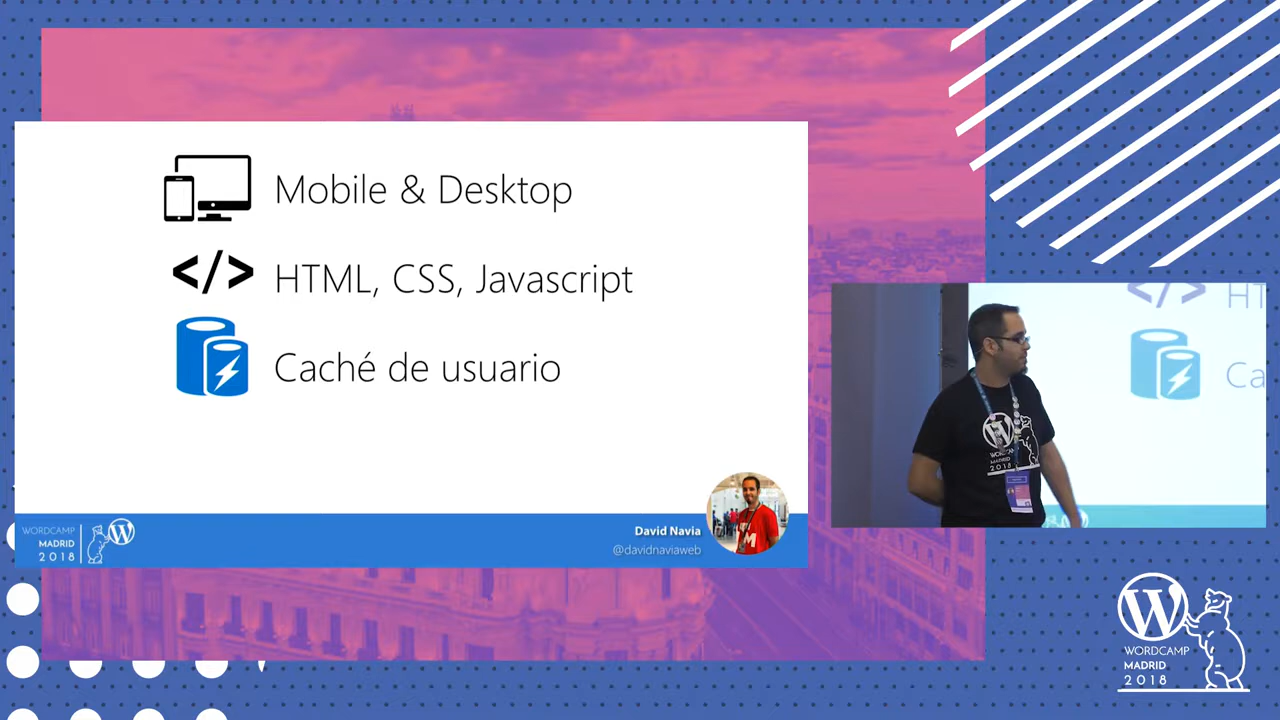 Mobile & Desktop
</> HTML, CSS, Javascript
Caché de usuario
WORDCAMP
MADRID
2018
David Navia
@davidnaviaweb
</> HT
Ca
WORDCAMP
MADRID
2018
W
WORDCAMP
MADRID
2018